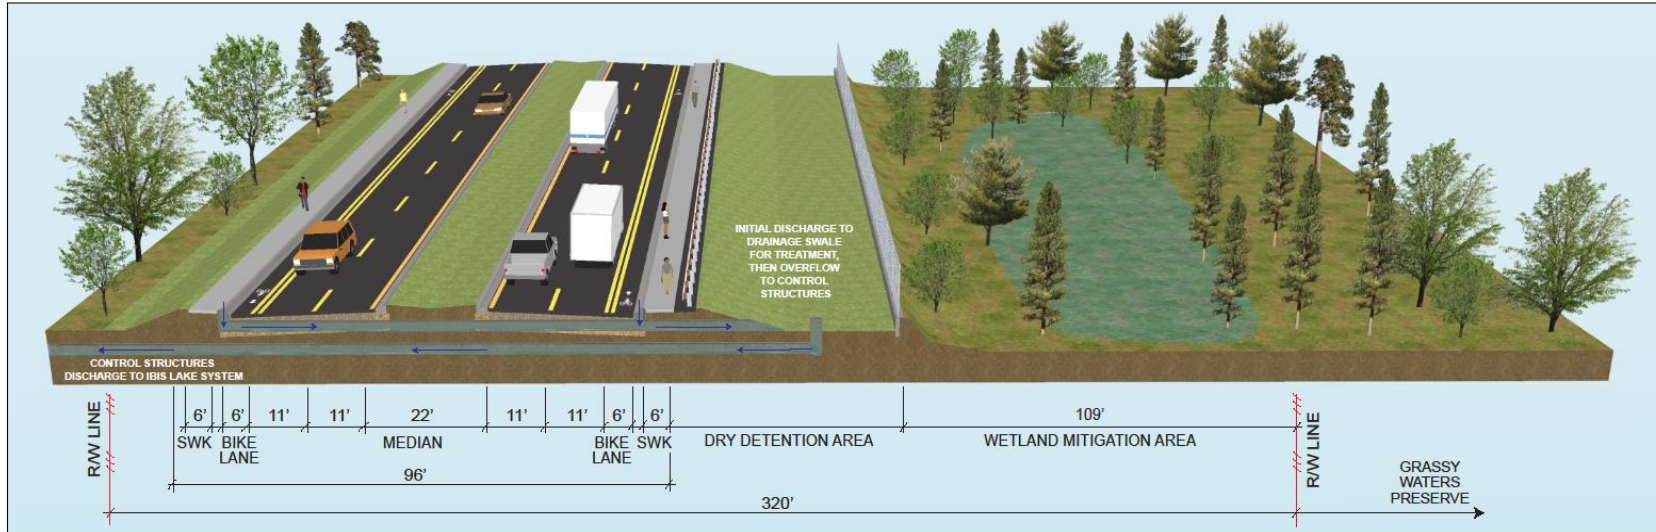 INITIAL DISCHARGE TO
DRAINAGE SWALE
FOR TREATMENT,
THEN OVERFLOW
TO CONTROL
STRUCTURES
CONTROL STRUCTURES
DISCHARGE TO IBIS LAKE SYSTEM
R/W LINE
6' 6' 11' 11' 22' 11' 11' 6' 6' 109'
SWK BIKE LANE MEDIAN BIKE LANE SWK DRY DETENTION AREA WETLAND MITIGATION AREA
R/W LINE
96'
GRASSY
WATERS
PRESERVE
320'